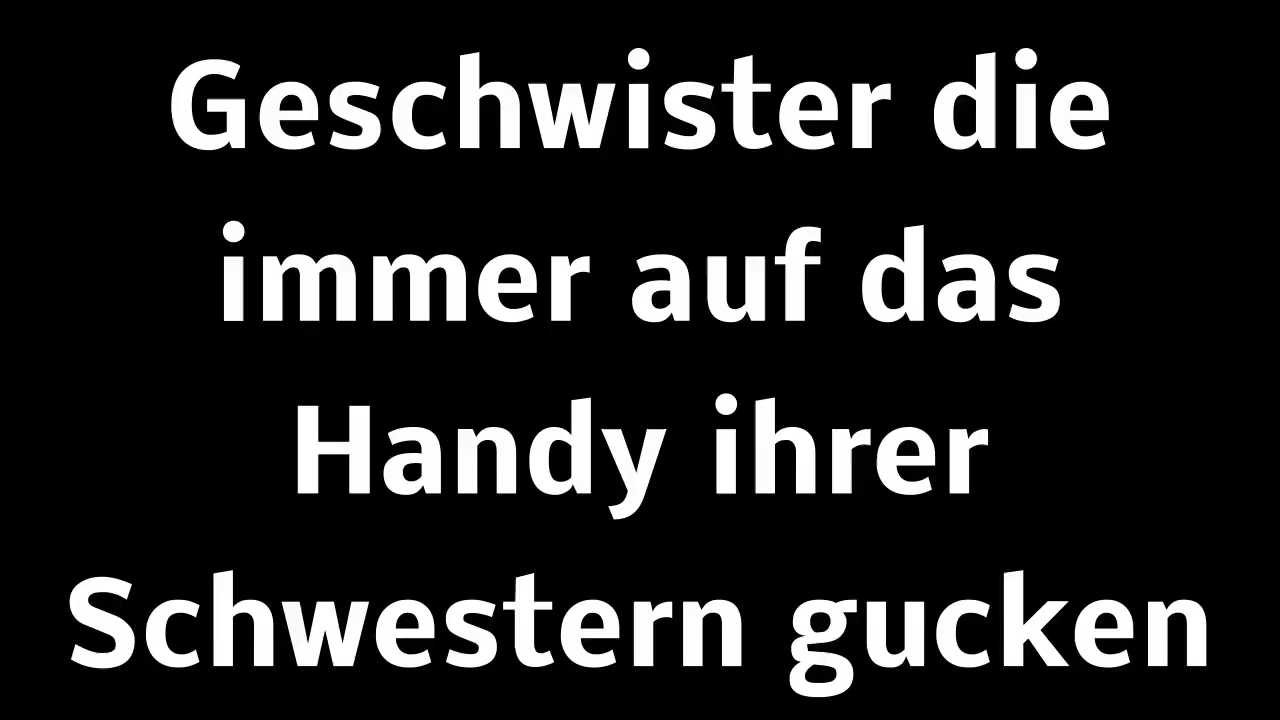 Geschwister die
immer auf das
Handy ihrer
Schwestern gucken